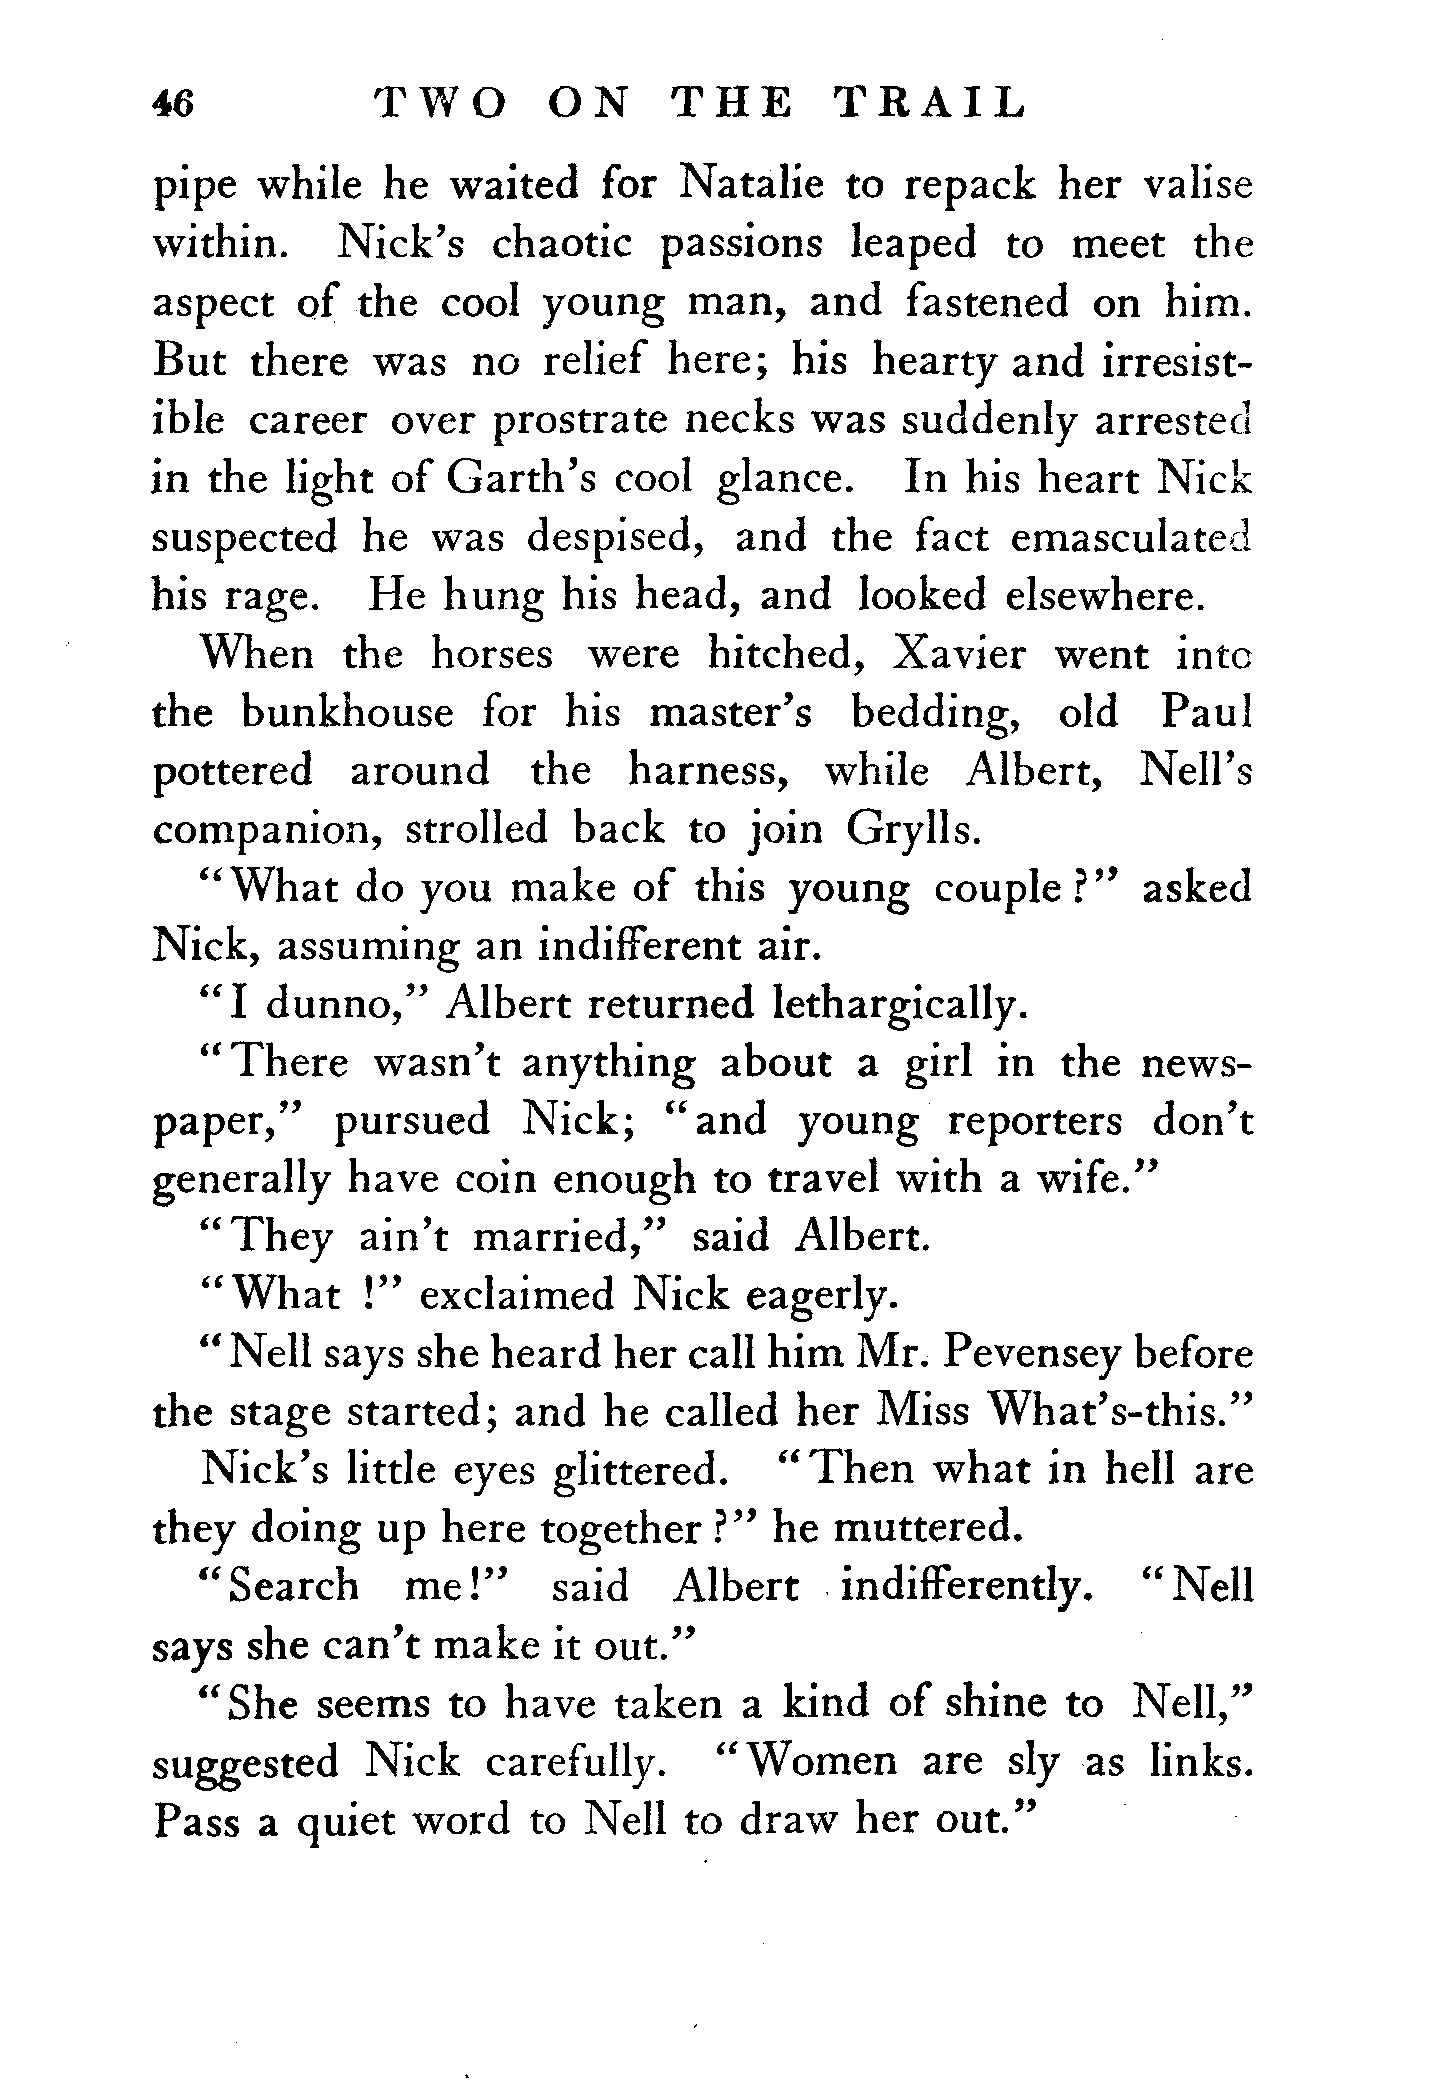 46 TWO ON THE TRAIL
pipe while he waited for Natalie to repack her valise
within. Nick's chaotic passions leaped to meet the
aspect of the cool young man, and fastened on him.
But there was no relief here; his hearty and irresist-
ible career over prostrate necks was suddenly arrested
in the light of Garth's cool glance. In his heart Nick
suspected he was despised, and the fact emasculated
his rage. He hung his head, and looked elsewhere.
When the horses were hitched, Xavier went into
the bunkhouse for his master's bedding, old Paul
pottered around the harness, while Albert, Nell's
companion, strolled back to join Grylls.
"What do you make of this young couple?" asked
Nick, assuming an indifferent air.
"I dunno," Albert returned lethargically.
"There wasn't anything about a girl in the news-
paper," pursued Nick; "and young reporters don't
generally have coin enough to travel with a wife."
"They ain't married," said Albert.
"What !" exclaimed Nick eagerly.
"Nell says she heard her call him Mr. Pevensey before
the stage started; and he called her Miss What's-this."
Nick's little eyes glittered. "Then what in hell are
they doing up here together?" he muttered.
"Search me!" said Albert indifferently. "Nell
says she can't make it out."
"She seems to have taken a kind of shine to Nell,"
suggested Nick carefully. "Women are sly as links.
Pass a quiet word to Nell to draw her out."